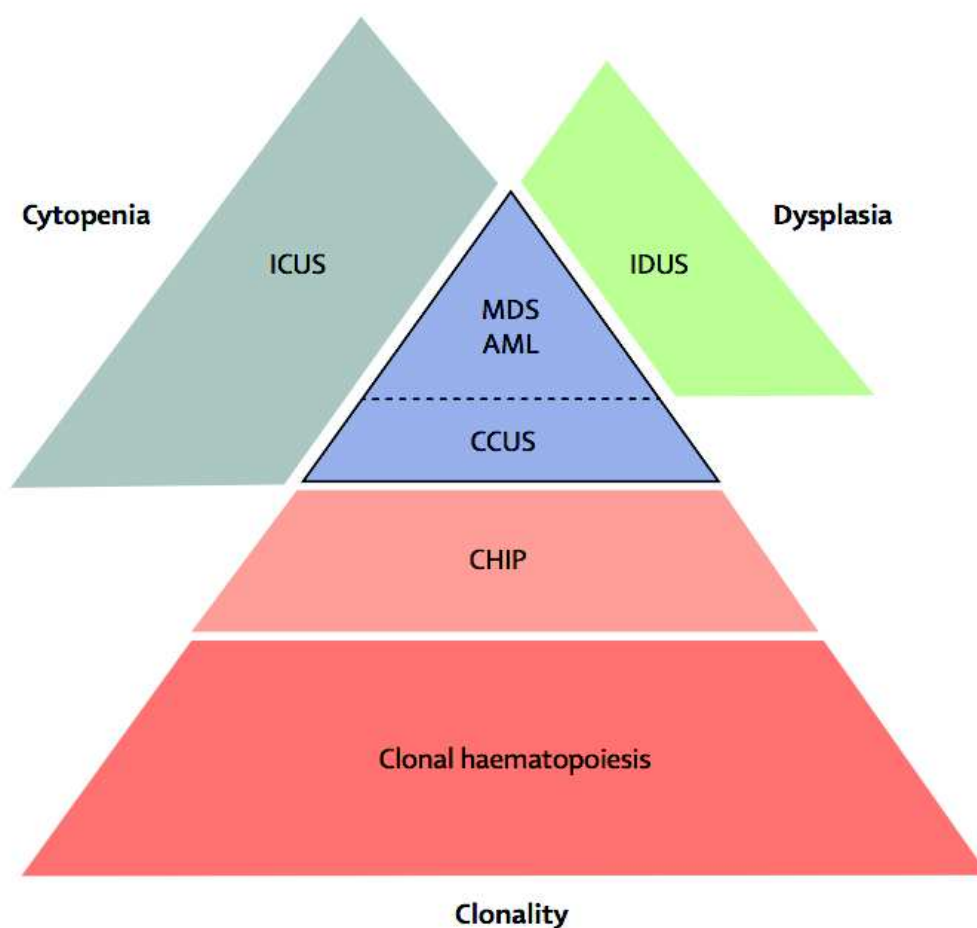 Cytopenia
ICUS
IDUS
Dysplasia
MDS
AML
CCUS
CHIP
Clonal haematopoiesis
Clonality